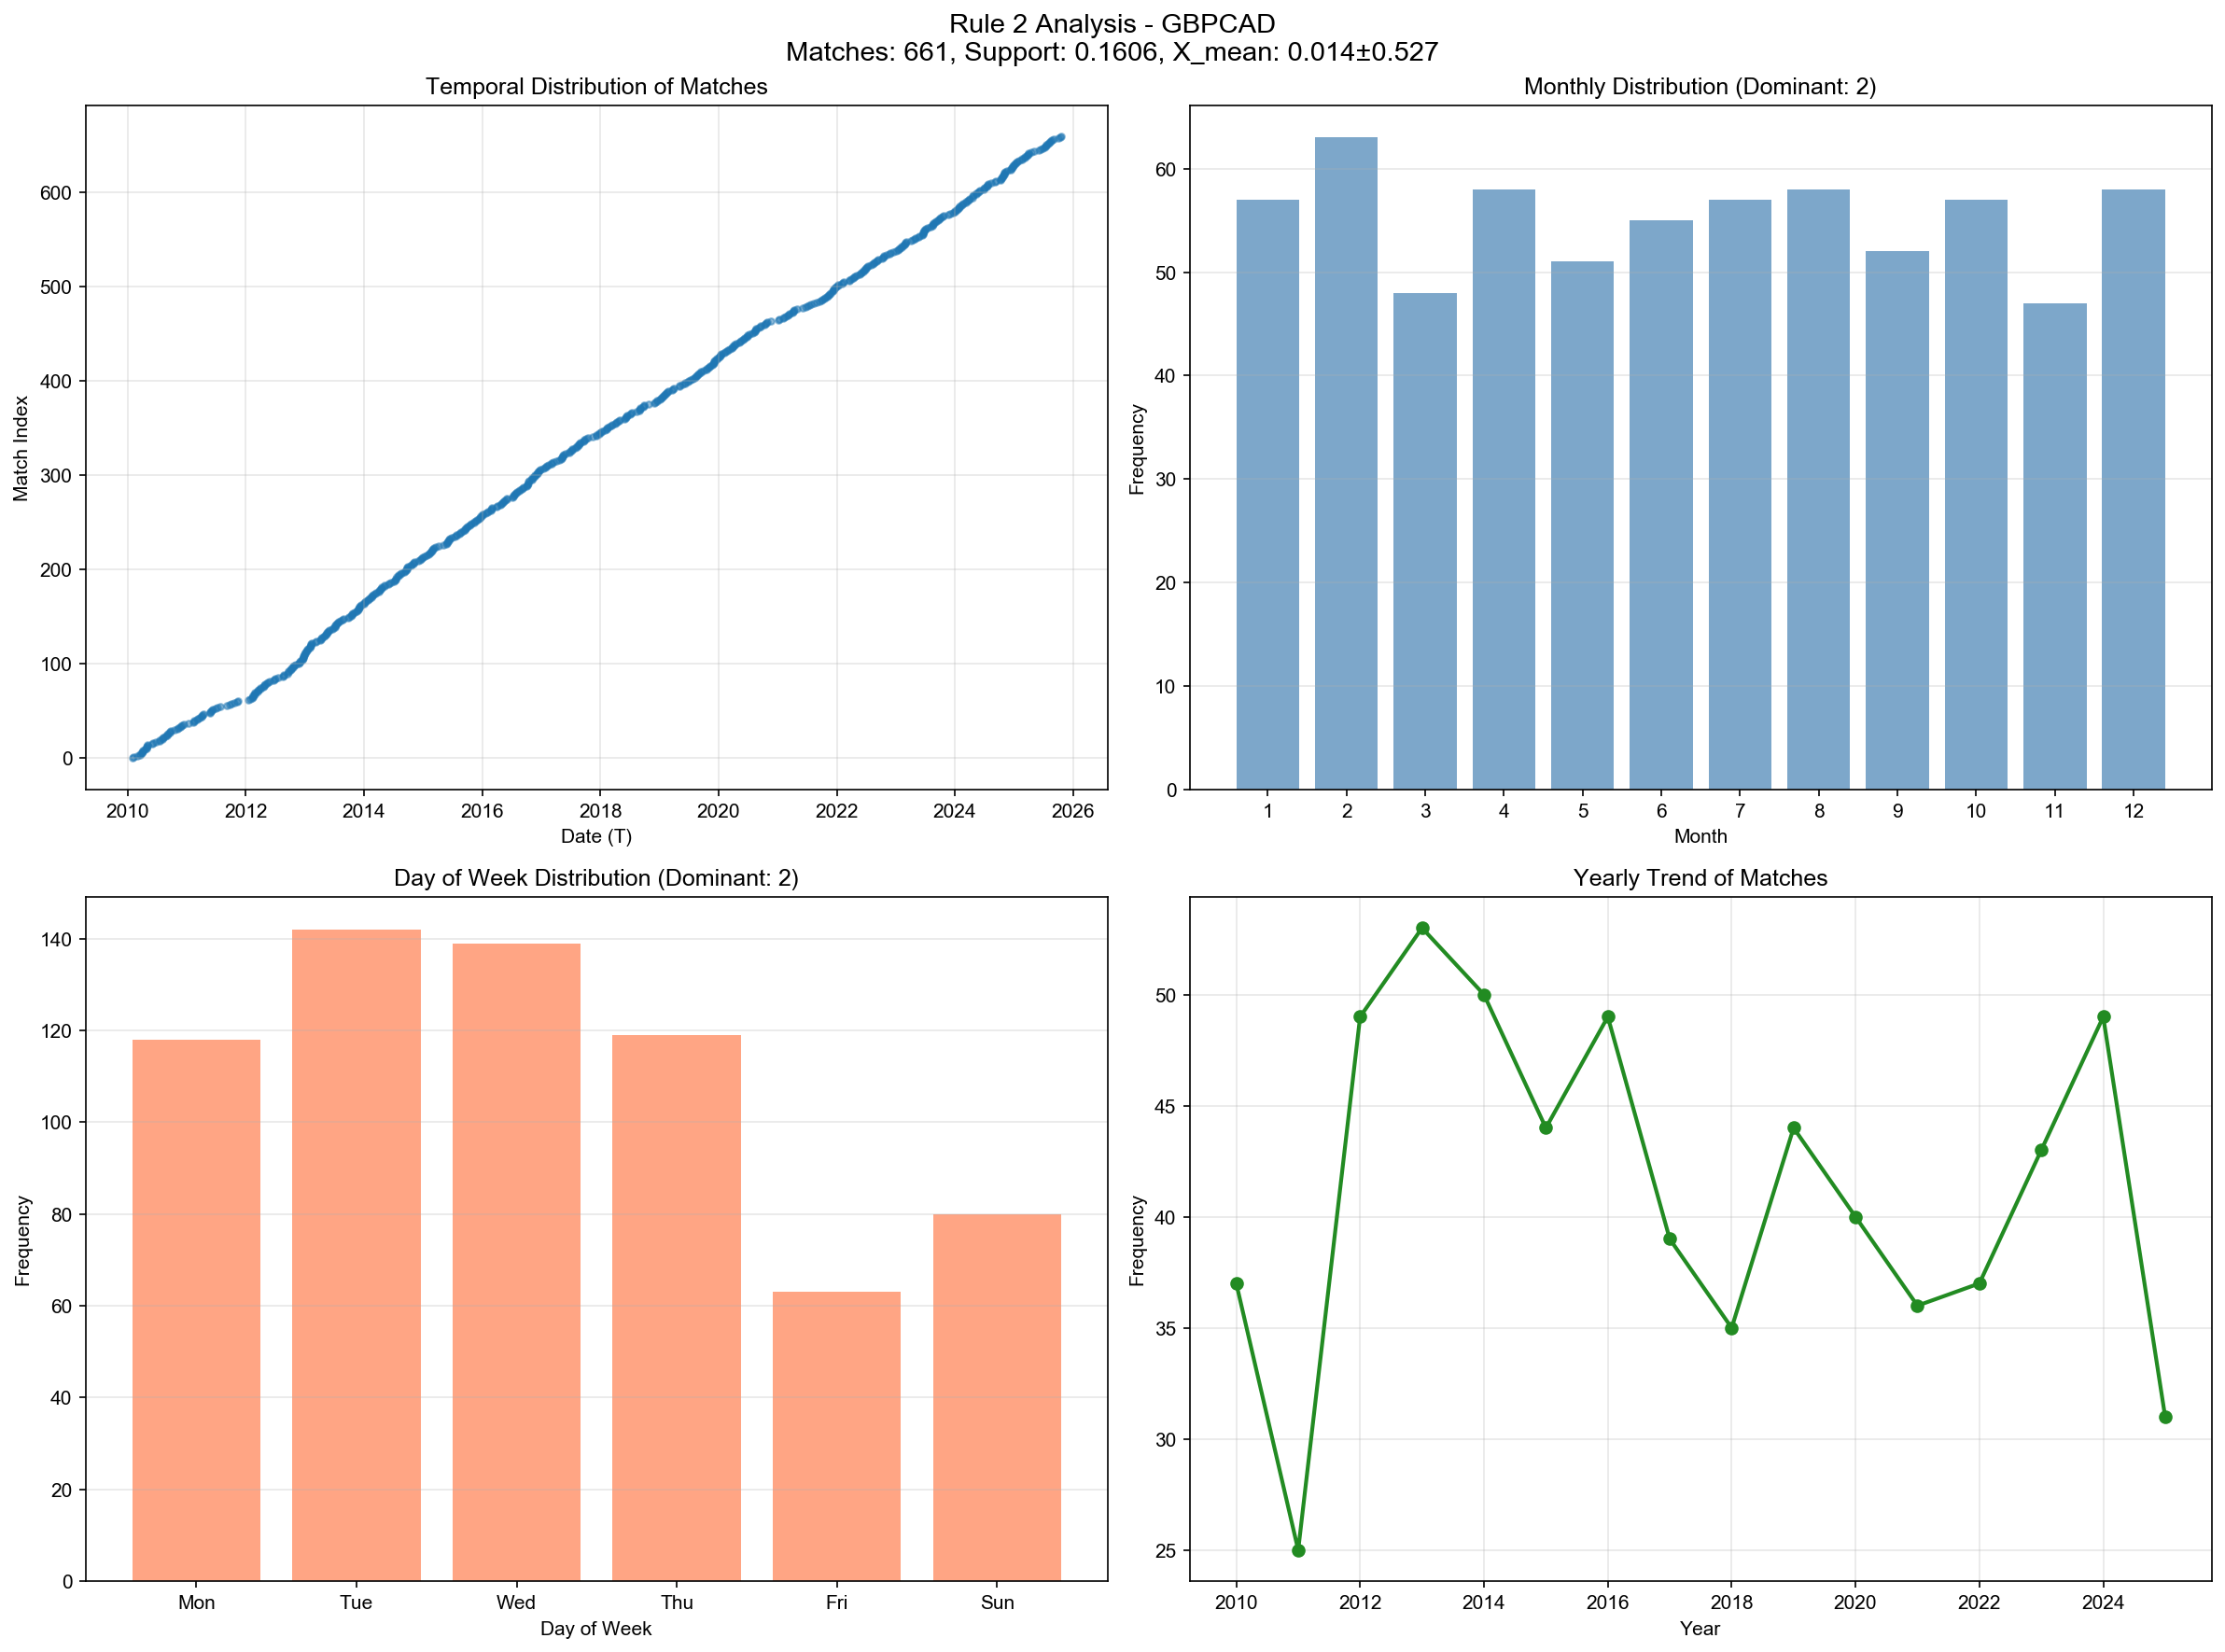 Rule 2 Analysis - GBPCAD
Matches: 661, Support: 0.1606, X_mean: 0.014±0.527
Temporal Distribution of Matches
Match Index
600
500
400
300
200
100
0
2010 2012 2014 2016 2018 2020 2022 2024 2026
Date (T)
Monthly Distribution (Dominant: 2)
Frequency
60
50
40
30
20
10
0
1 2 3 4 5 6 7 8 9 10 11 12
Month
Day of Week Distribution (Dominant: 2)
Frequency
140
120
100
80
60
40
20
0
Mon Tue Wed Thu Fri Sun
Day of Week
Yearly Trend of Matches
Frequency
50
45
40
35
30
25
2010 2012 2014 2016 2018 2020 2022 2024
Year